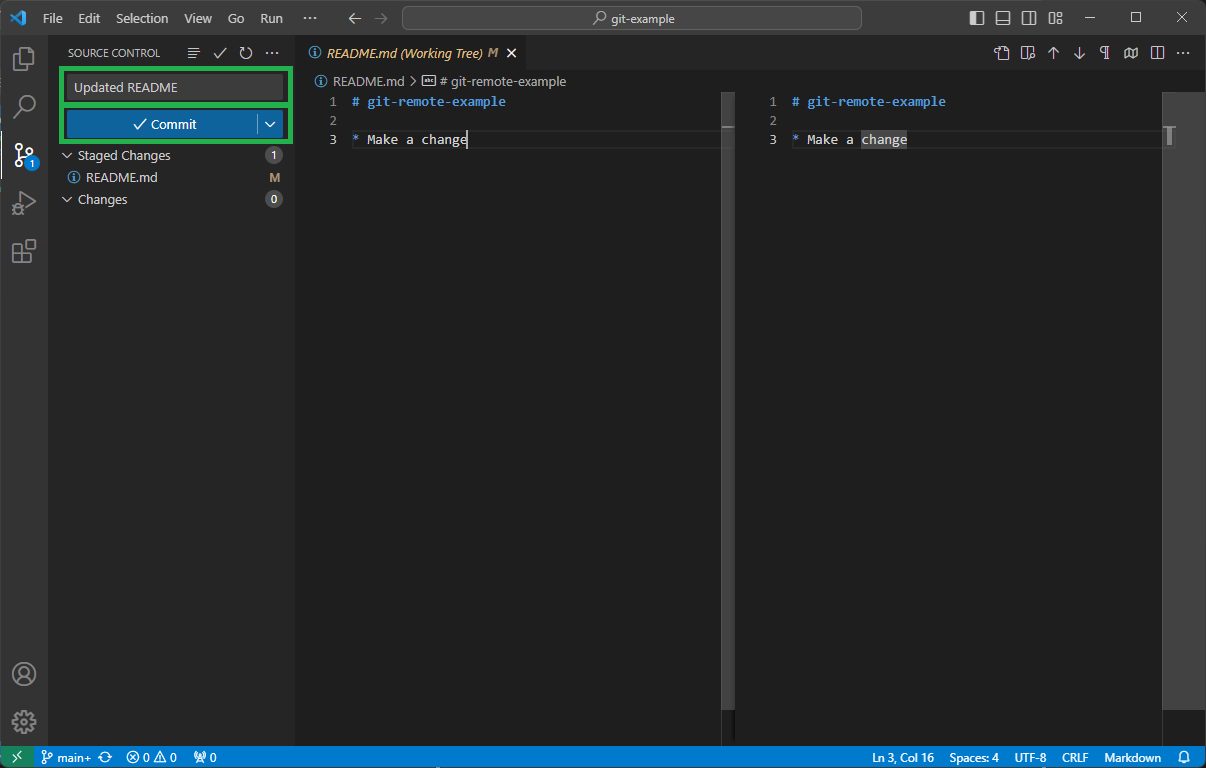 File Edit Selection View Go Run ··· git-example
SOURCE CONTROL
Updated README
Commit
Staged Changes 1
README.md M
Changes 0
1
README.md (Working Tree) M
README.md > abc # git-remote-example
1 # git-remote-example
2
3 * Make a change
1 # git-remote-example
2
3 * Make a change
main+ 0 0 0 Ln 3, Col 16 Spaces: 4 UTF-8 CRLF Markdown